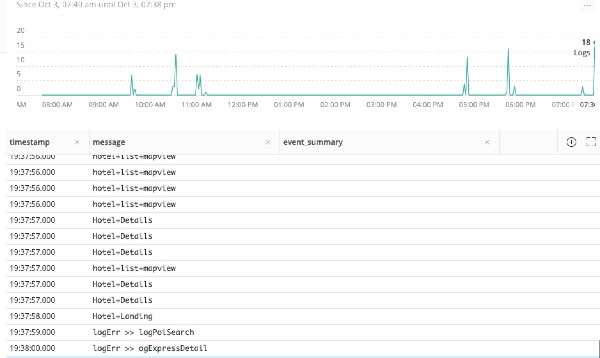 Since Oct 3, 07:40 am until Oct 3, 07:38 pm
20
15
10
5
0
18
Logs
AM 08:00 AM 09:00 AM 10:00 AM 11:00 AM 12:00 PM 01:00 PM 02:00 PM 03:00 PM 04:00 PM 05:00 PM 06:00 PM 07:00 07:3
timestamp × message × event_summary ×
19:37:56.000 hotel+list+mapview
19:37:56.000 hotel+list+mapview
19:37:56.000 hotel+list+mapview
19:37:56.000 hotel+list+mapview
19:37:57.000 Hotel+Details
19:37:57.000 Hotel+Details
19:37:57.000 Hotel+Details
19:37:57.000 hotel+list+mapview
19:37:57.000 Hotel+Details
19:37:57.000 Hotel+Details
19:37:58.000 Hotel+Landing
19:37:59.000 logErr >> logPoiSearch
19:38:00.000 logErr >> ogExpressDetail